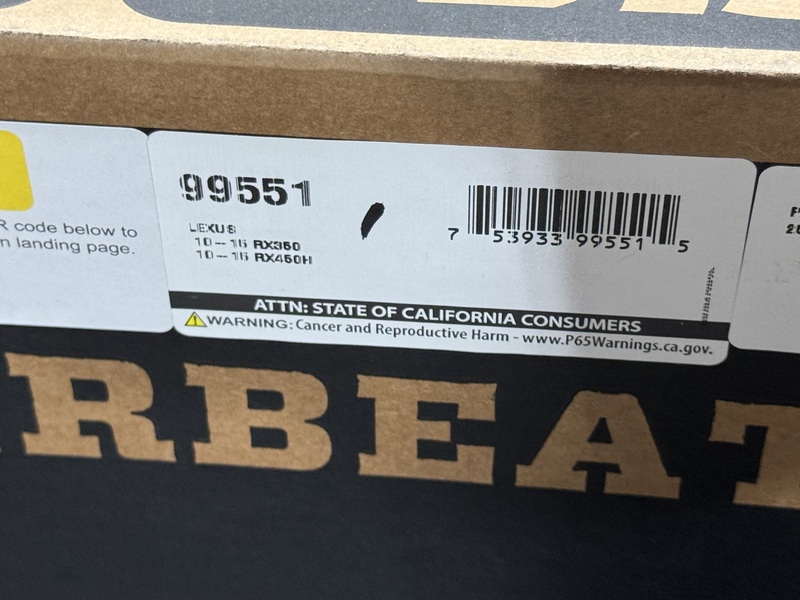 R code below to
n landing page.
99551
LEXUS
10-15 RX350
10-15 RX450H
7 53933 99551 5
ATTN: STATE OF CALIFORNIA CONSUMERS
WARNING: Cancer and Reproductive Harm - www.P65Warnings.ca.gov.
RBEAT